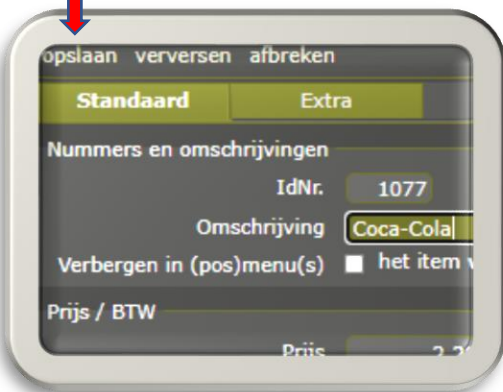 opslaan verversen afbreken
Standaard Extra
Nummers en omschrijvingen
IdNr. 1077
Omschrijving Coca-Cola
Verbergen in (pos)menu(s) het item
Prijs / BTW
Prijs